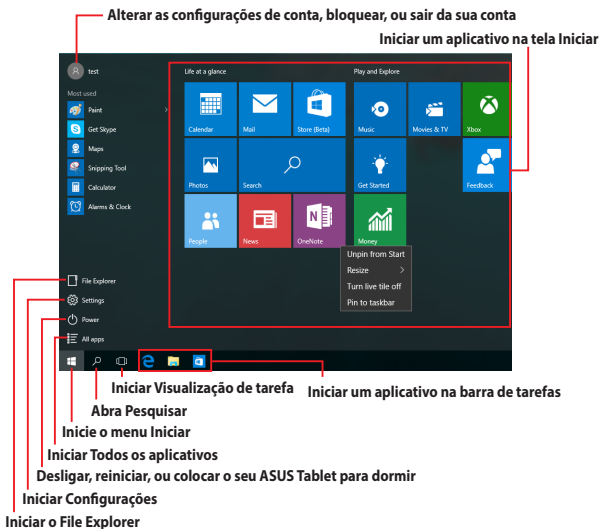 Alterar as configurações de conta, bloquear, ou sair da sua conta
Iniciar um aplicativo na tela Iniciar
test
Life at a glance
Play and Explore
Most used
Paint
Get Skype
Maps
Snipping Tool
Calculator
Alarms & Clock
Calendar
Mail
Store (Beta)
Music
Movies & TV
Xbox
Photos
Search
Get Started
Feedback
People
News
OneNote
Money
Unpin from Start
Resize
Turn live tile off
Pin to taskbar
File Explorer
Settings
Power
All apps
Iniciar Visualização de tarefa
Iniciar um aplicativo na barra de tarefas
Abra Pesquisar
Inicie o menu Iniciar
Iniciar Todos os aplicativos
Desligar, reiniciar, ou colocar o seu ASUS Tablet para dormir
Iniciar Configurações
Iniciar o File Explorer